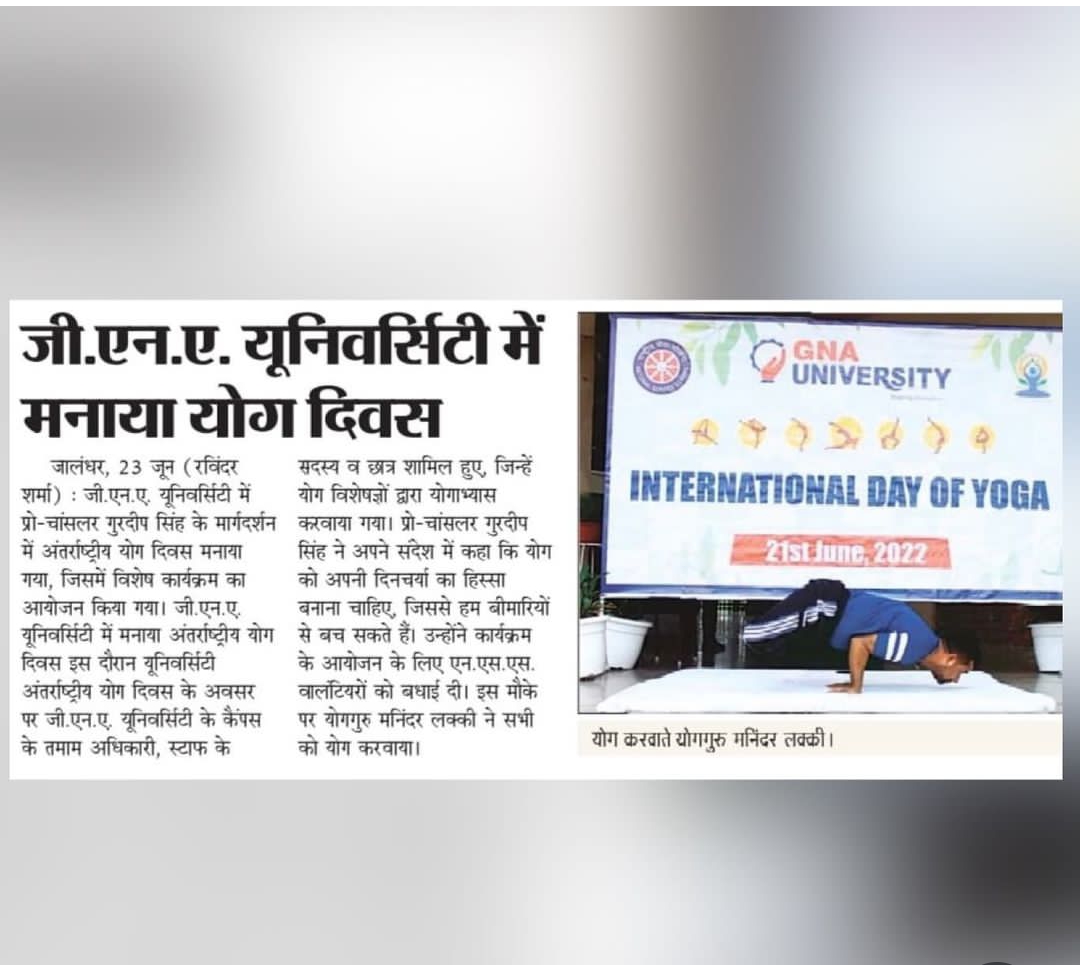 जी.एन.ए. यूनिवर्सिटी में
मनाया योग दिवस
जालंधर, 23 जून (रविंदर
शर्मा) : जी.एन.ए. यूनिवर्सिटी में
प्रो-चांसलर गुरदीप सिंह के मार्गदर्शन
में अंतर्राष्ट्रीय योग दिवस मनाया
गया, जिसमें विशेष कार्यक्रम का
आयोजन किया गया। जी.एन.ए.
यूनिवर्सिटी में मनाया अंतर्राष्ट्रीय योग
दिवस इस दौरान यूनिवर्सिटी
अंतर्राष्ट्रीय योग दिवस के अवसर
पर जी.एन.ए. यूनिवर्सिटी के कैंपस
के तमाम अधिकारी, स्टाफ के
सदस्य व छात्र शामिल हुए, जिन्हें
योग विशेषज्ञों द्वारा योगाभ्यास
करवाया गया। प्रो-चांसलर गुरदीप
सिंह ने अपने संदेश में कहा कि योग
को अपनी दिनचर्या का हिस्सा
बनाना चाहिए, जिससे हम बीमारियों
से बच सकते हैं। उन्होंने कार्यक्रम
के आयोजन के लिए एन.एस.एस.
वालंटियरों को बधाई दी। इस मौके
पर योगगुरु मनिंदर लक्की ने सभी
को योग करवाया।
GNA
UNIVERSITY
INTERNATIONAL DAY OF YOGA
21st June, 2022
योग करवाते योगगुरु मनिंदर लक्की।